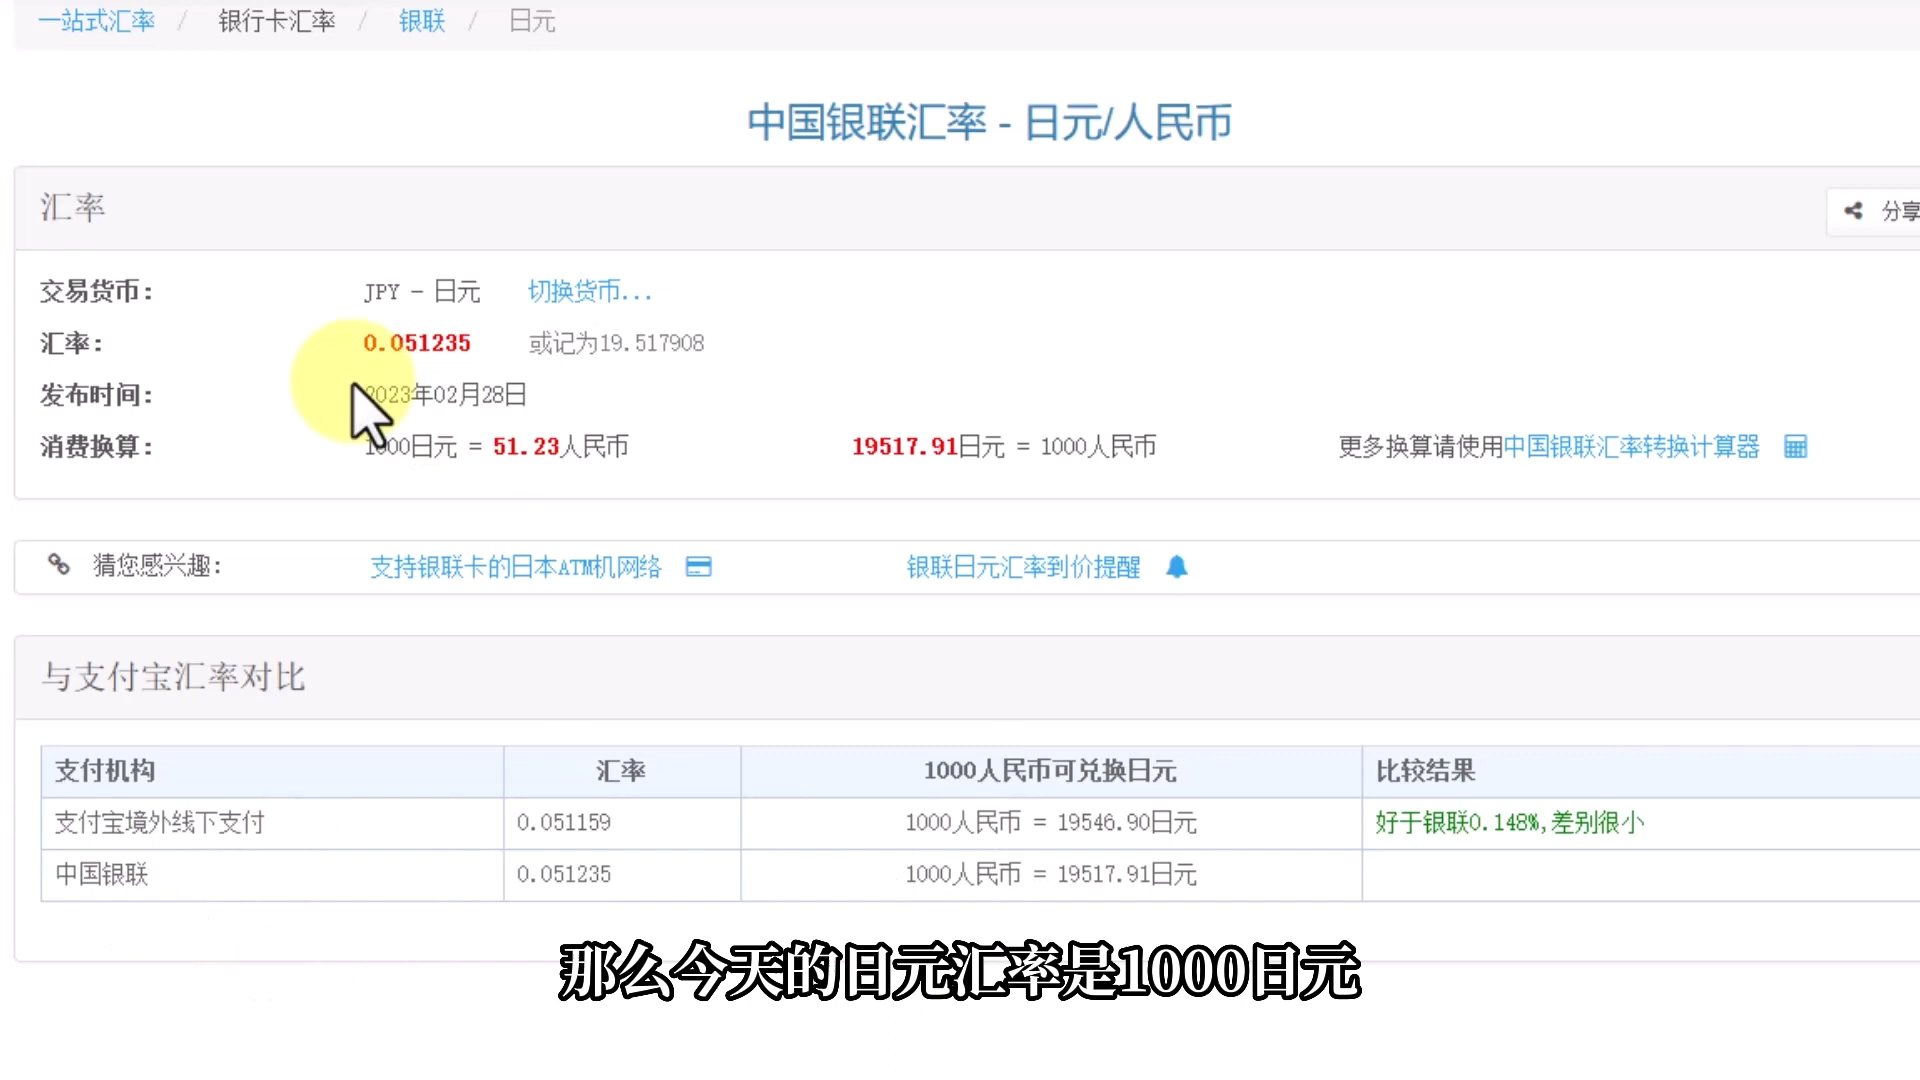 一站式汇率 / 银行卡汇率 / 银联 / 日元
中国银联汇率 - 日元/人民币
汇率
分享
交易货币: JPY - 日元 切换货币...
汇率: 0.051235 或记为19.517908
发布时间: 2023年02月28日
消费换算: 1000日元 = 51.23人民币 19517.91日元 = 1000人民币 更多换算请使用中国银联汇率转换计算器
猜您感兴趣: 支持银联卡的日本ATM机网络 银联日元汇率到价提醒
与支付宝汇率对比
支付机构 汇率 1000人民币可兑换日元 比较结果
支付宝境外线下支付 0.051159 1000人民币 = 19546.90日元 好于银联0.148%,差别很小
中国银联 0.051235 1000人民币 = 19517.91日元
那么今天的日元汇率是1000日元